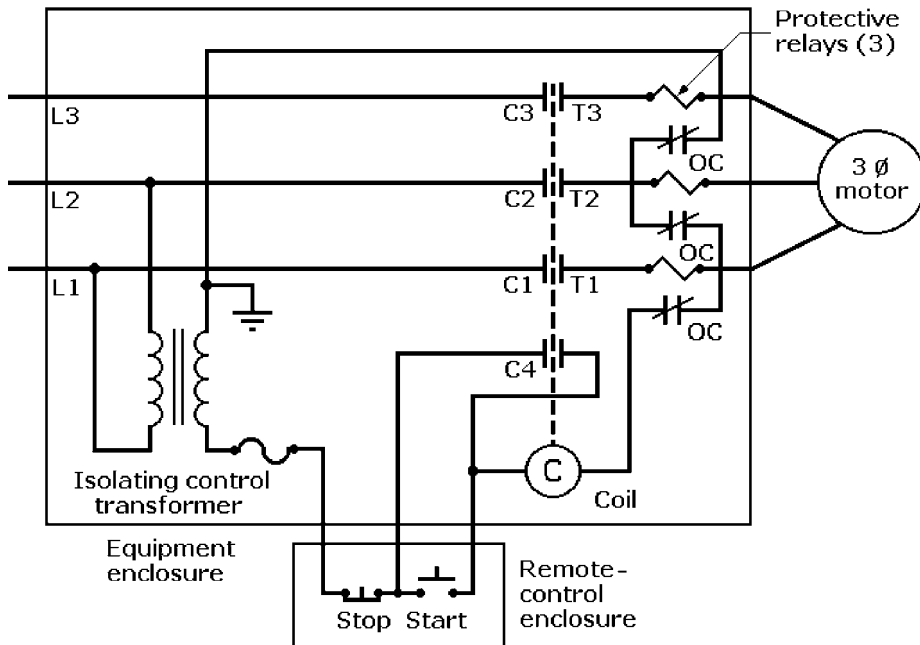 Protective
relays (3)
L3
C3
T3
OC
L2
C2
T2
3 Ø
motor
OC
L1
C1
T1
OC
C4
C
Coil
Isolating control
transformer
Equipment
enclosure
Remote-
control
enclosure
Stop
Start